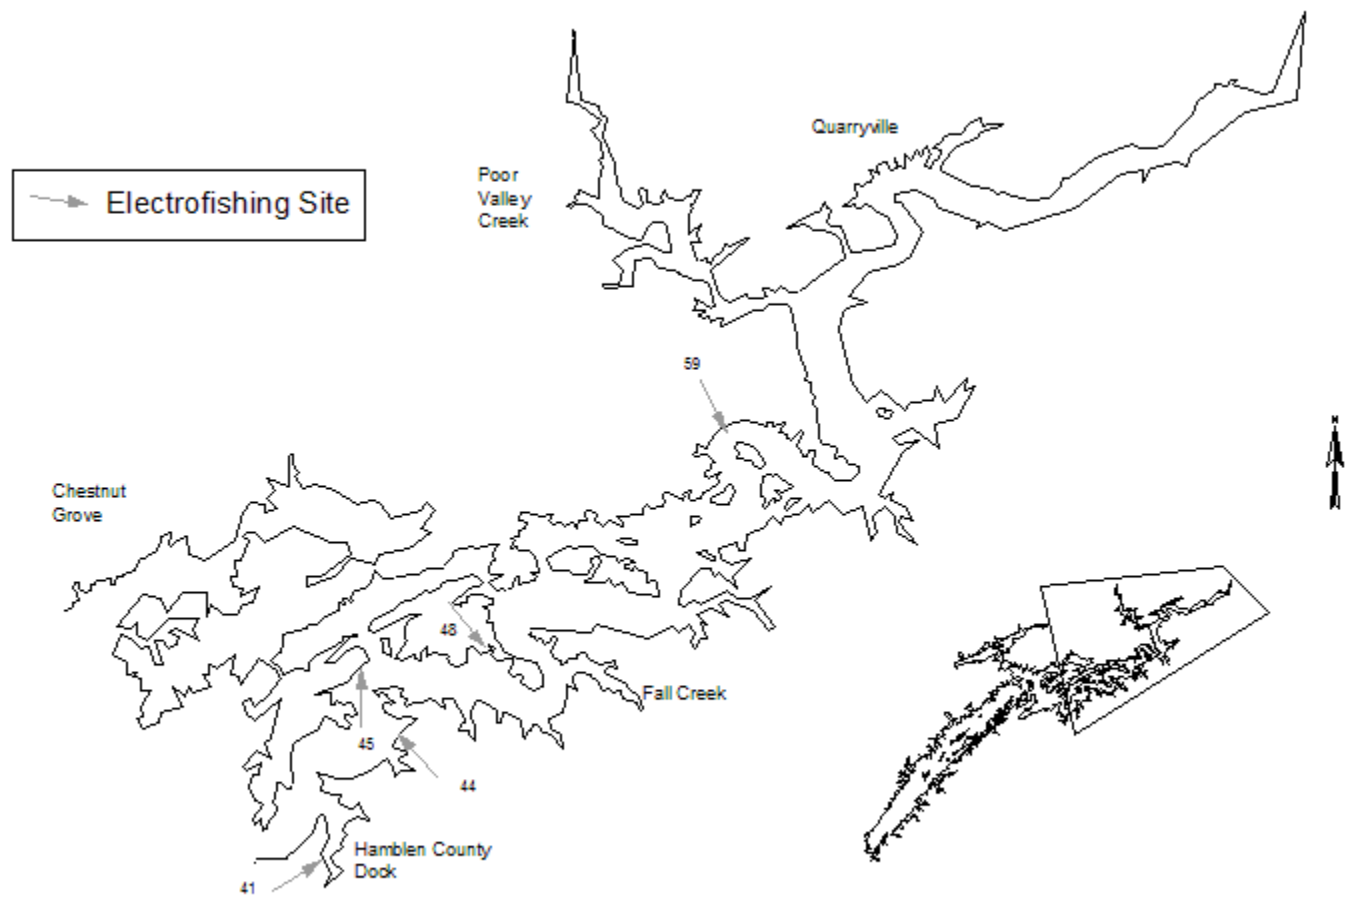 Quarryville
Poor
Valley
Creek
Electrofishing Site
59
N
Chestnut
Grove
48
Fall Creek
45
44
Hamblen County
Dock
41